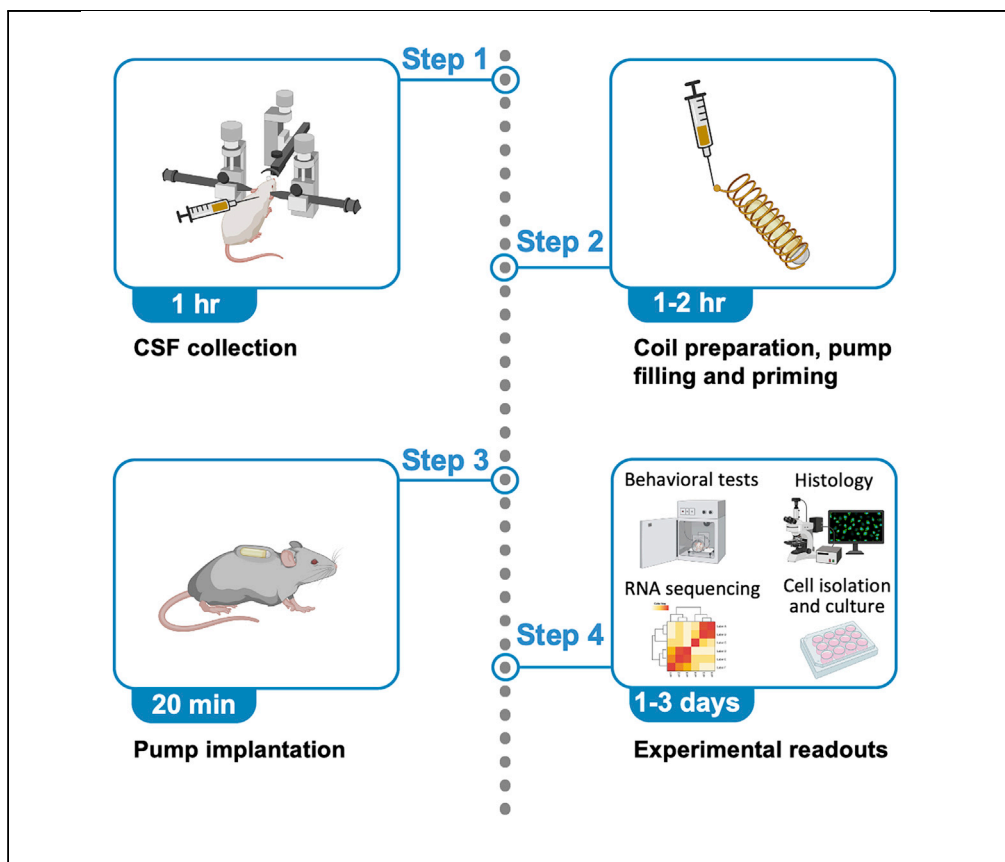 Step 1
1 hr
CSF collection
Step 2
1-2 hr
Coil preparation, pump
filling and priming
Step 3
20 min
Pump implantation
Step 4
Behavioral tests
Histology
RNA sequencing
Cell isolation
and culture
1-3 days
Experimental readouts